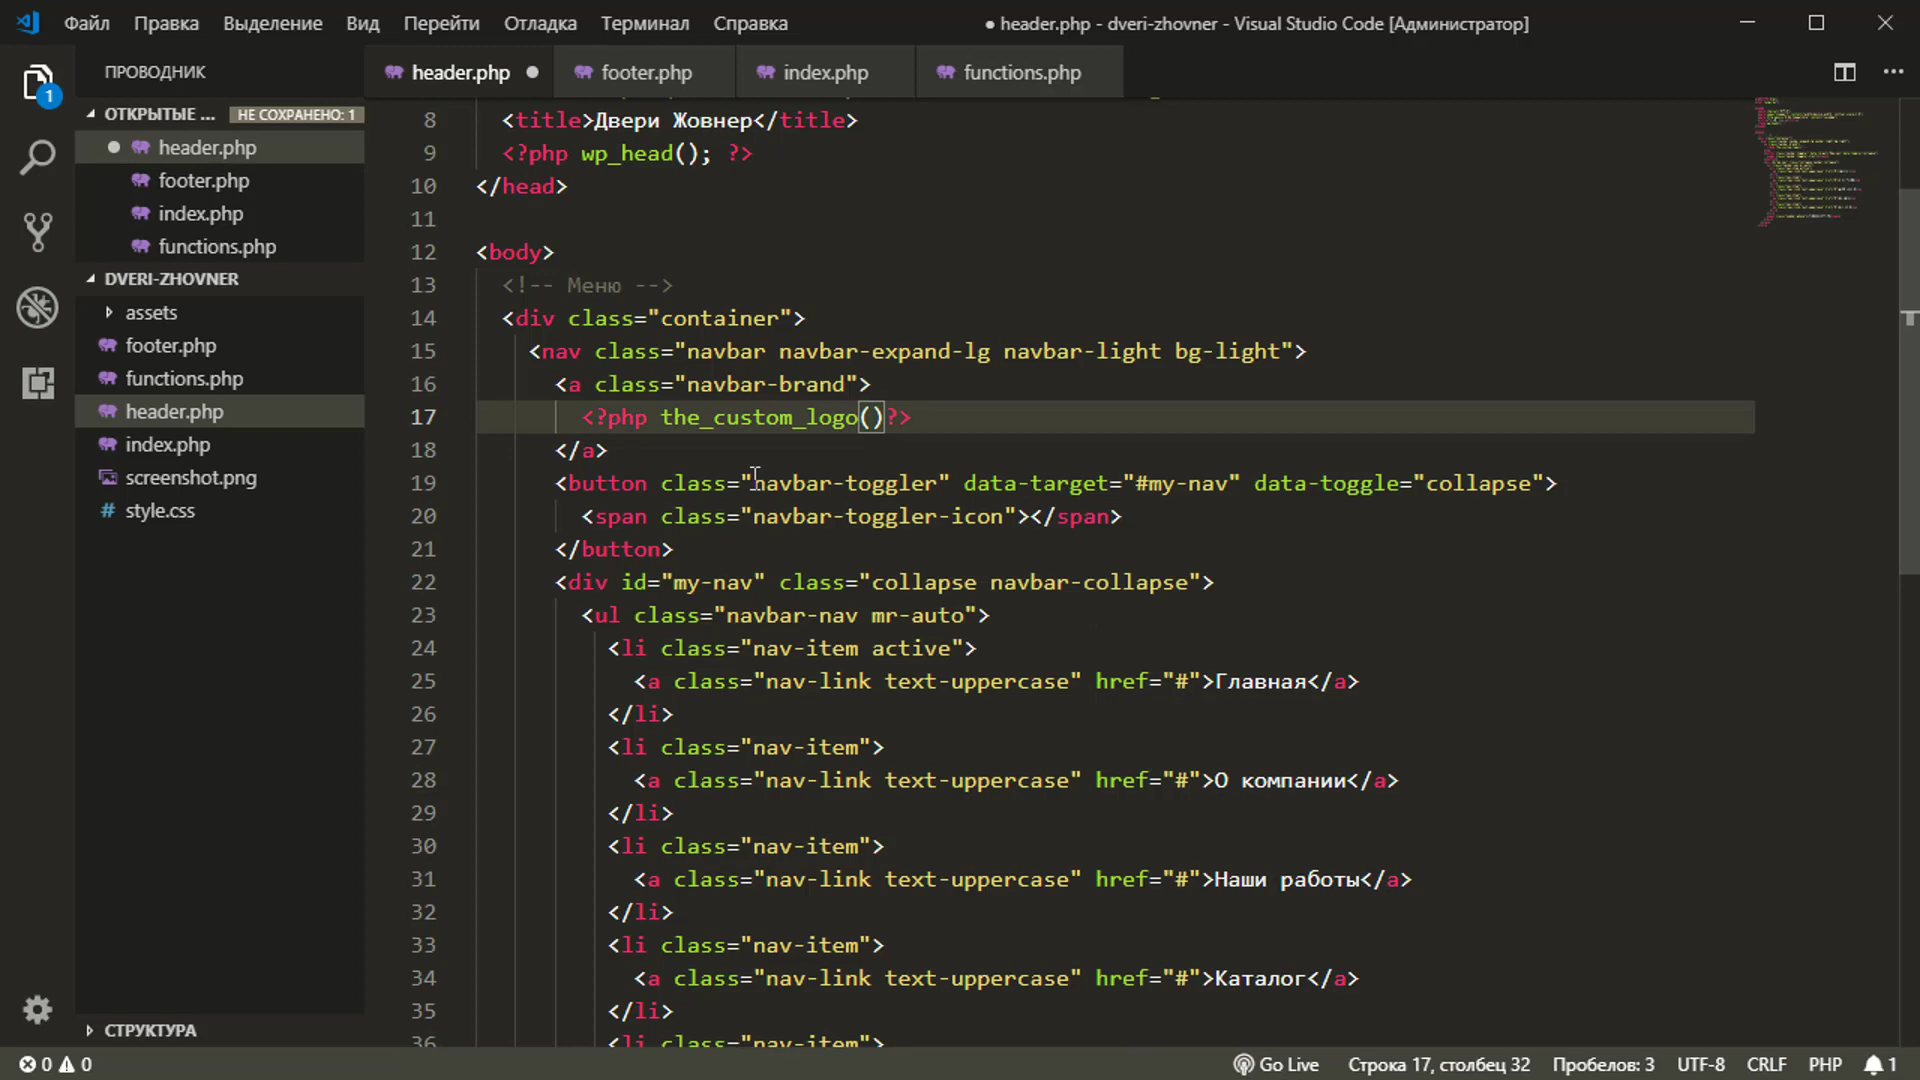 Файл Правка Выделение Вид Перейти Отладка Терминал Справка ● header.php - dveri-zhovner - Visual Studio Code [Администратор]
ПРОВОДНИК
header.php footer.php index.php functions.php
1
ОТКРЫТЫЕ ... НЕ СОХРАНЕНО: 1
header.php
footer.php
index.php
functions.php
DVERI-ZHOVNER
assets
footer.php
functions.php
header.php
index.php
screenshot.png
# style.css
СТРУКТУРА
8 <title>Двери Жовнер</title>
9 <?php wp_head(); ?>
10 </head>
11
12 <body>
13 <!-- Меню -->
14 <div class="container">
15 <nav class="navbar navbar-expand-lg navbar-light bg-light">
16 <a class="navbar-brand">
17 <?php the_custom_logo()?>
18 </a>
19 <button class="navbar-toggler" data-target="#my-nav" data-toggle="collapse">
20 <span class="navbar-toggler-icon"></span>
21 </button>
22 <div id="my-nav" class="collapse navbar-collapse">
23 <ul class="navbar-nav mr-auto">
24 <li class="nav-item active">
25 <a class="nav-link text-uppercase" href="#">Главная</a>
26 </li>
27 <li class="nav-item">
28 <a class="nav-link text-uppercase" href="#">О компании</a>
29 </li>
30 <li class="nav-item">
31 <a class="nav-link text-uppercase" href="#">Наши работы</a>
32 </li>
33 <li class="nav-item">
34 <a class="nav-link text-uppercase" href="#">Каталог</a>
35 </li>
36 <li class="nav-item">
0 0 Go Live Строка 17, столбец 32 Пробелов: 3 UTF-8 CRLF PHP 1